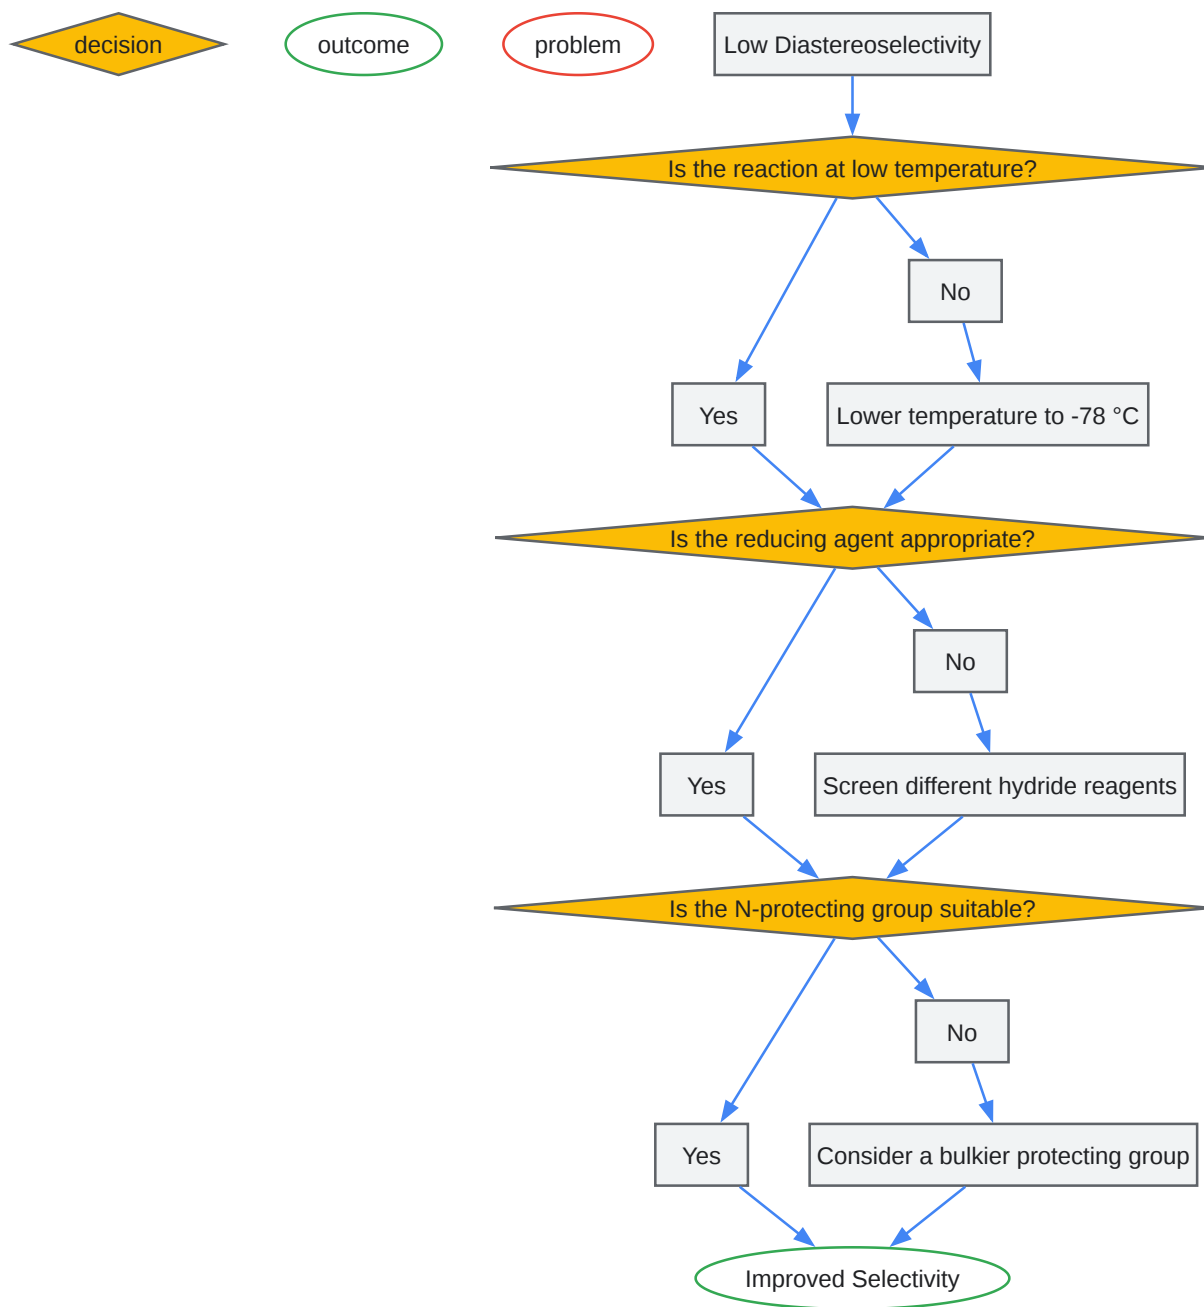 decision
outcome
problem
Low Diastereoselectivity
Is the reaction at low temperature?
No
Yes
Lower temperature to -78 °C
Is the reducing agent appropriate?
No
Yes
Screen different hydride reagents
Is the N-protecting group suitable?
No
Yes
Consider a bulkier protecting group
Improved Selectivity